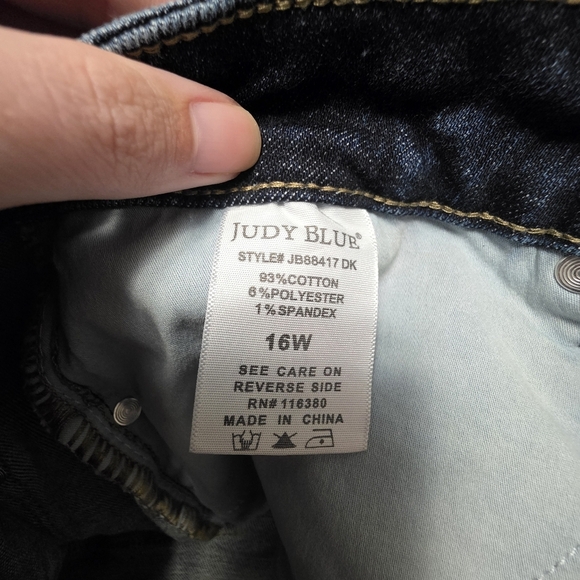 JUDY BLUE®
STYLE# JB88417 DK
93%COTTON
6%POLYESTER
1%SPANDEX
16W
SEE CARE ON
REVERSE SIDE
RN# 116380
MADE IN CHINA